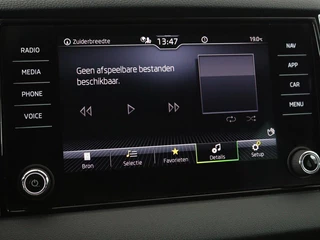 Zuiderbreedte
13:47
19.0°c
RADIO
MEDIA
PHONE
VOICE
Geen afspeelbare bestanden
beschikbaar.
NAV
APP
CAR
MENU
Bron
Selectie
Favorieten
Details
Setup